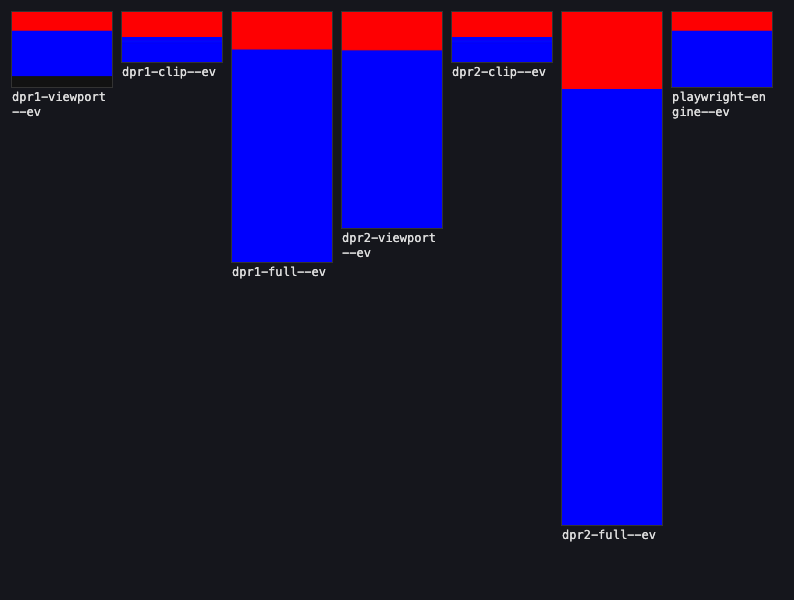 dpr1-viewport
--ev
dpr1-clip--ev
dpr1-full--ev
dpr2-viewport
--ev
dpr2-clip--ev
dpr2-full--ev
playwright-en
gine--ev